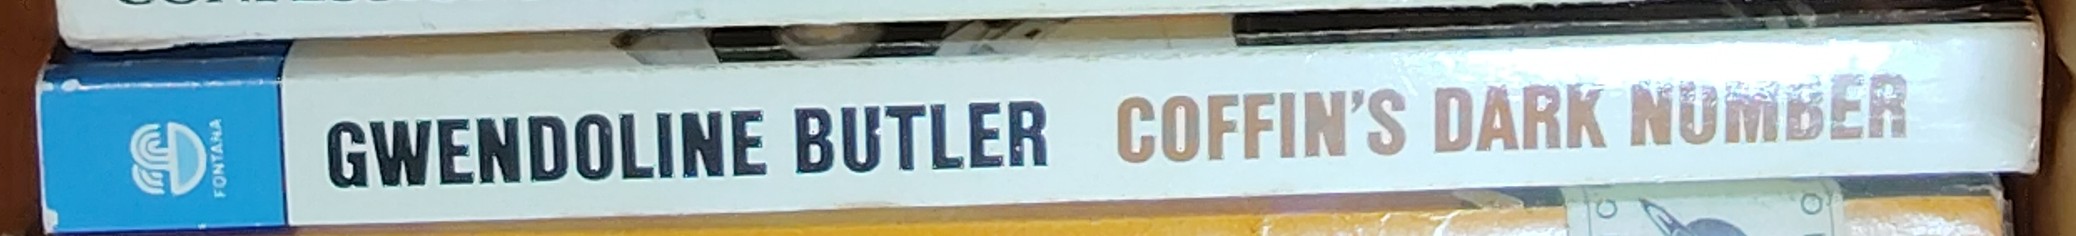 FONTANA
GWENDOLINE BUTLER COFFIN'S DARK NUMBER